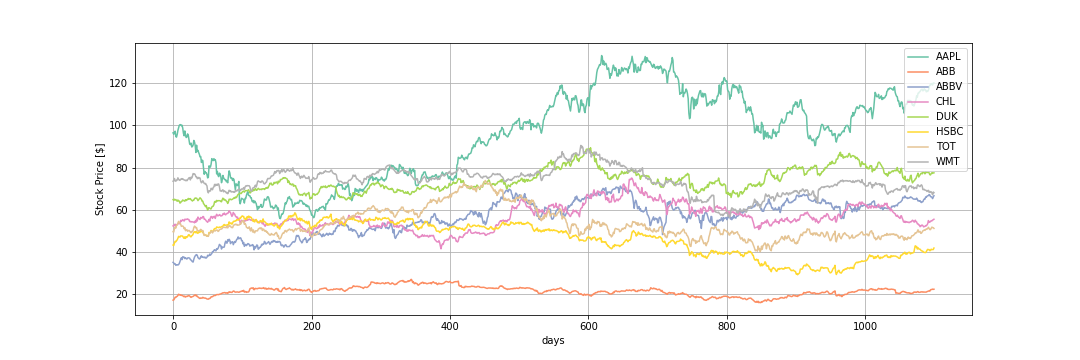 Stock Price [$]
120
100
80
60
40
20
0
200
400
600
800
1000
days
AAPL
ABB
ABBV
CHL
DUK
HSBC
TOT
WMT